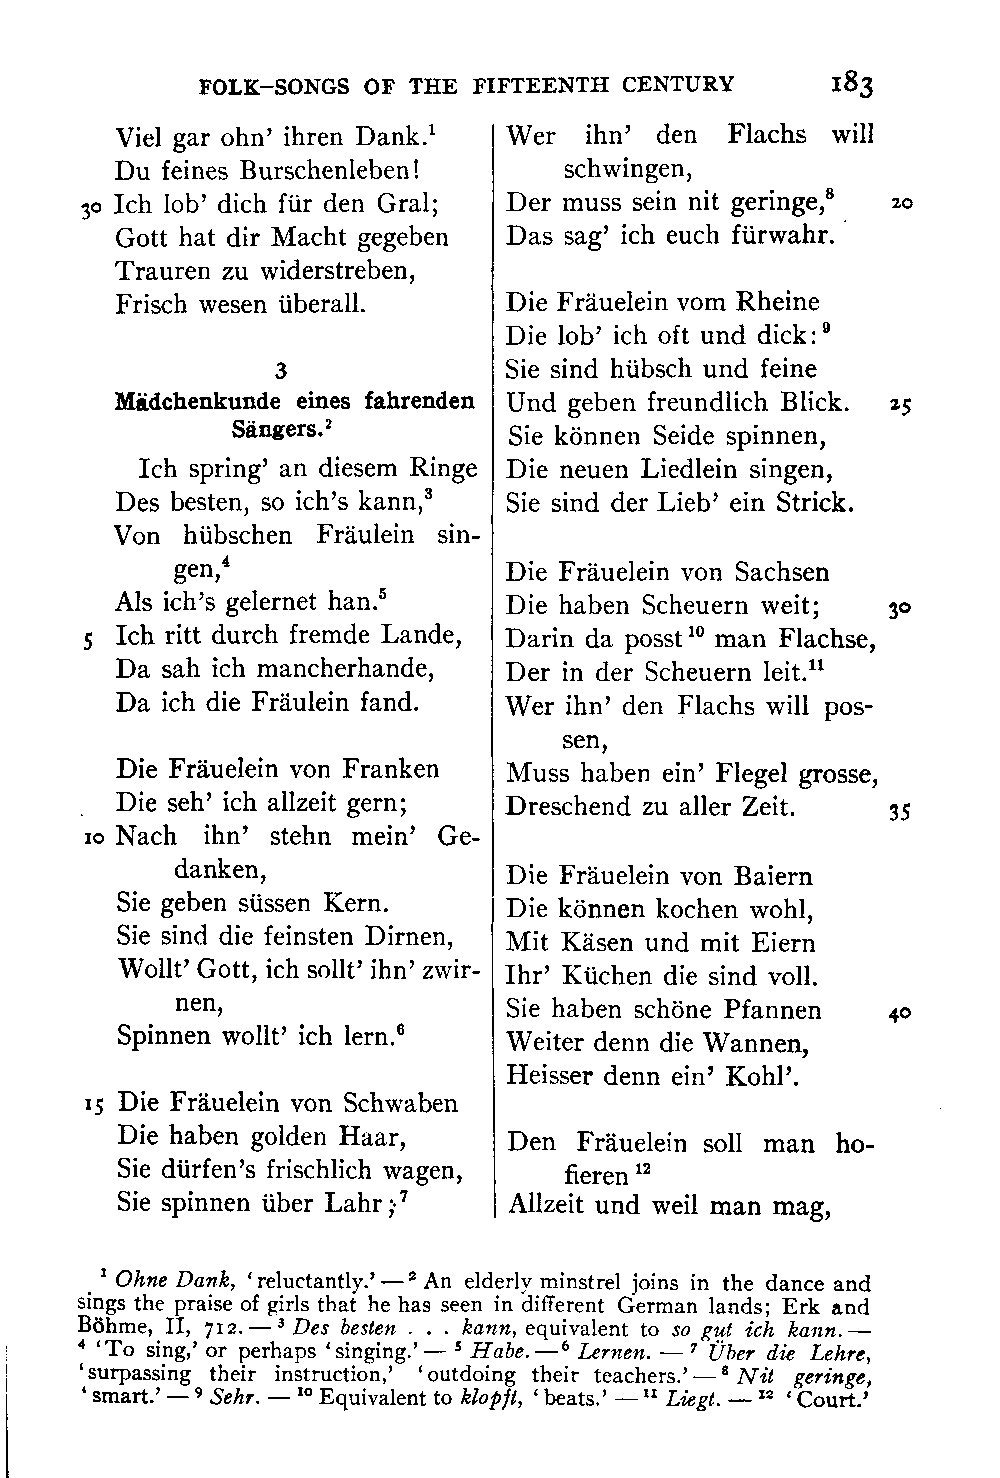 FOLK-SONGS OF THE FIFTEENTH CENTURY 183
Viel gar ohn' ihren Dank.¹
Du feines Burschenleben!
30 Ich lob' dich für den Gral;
Gott hat dir Macht gegeben
Trauren zu widerstreben,
Frisch wesen überall.
3
Mädchenkunde eines fahrenden
Sängers.²
Ich spring' an diesem Ringe
Des besten, so ich's kann,³
Von hübschen Fräulein sin-
gen,⁴
Als ich's gelernet han.⁵
5 Ich ritt durch fremde Lande,
Da sah ich mancherhande,
Da ich die Fräulein fand.
Die Fräuelein von Franken
Die seh' ich allzeit gern;
10 Nach ihn' stehn mein' Ge-
danken,
Sie geben süssen Kern.
Sie sind die feinsten Dirnen,
Wollt' Gott, ich sollt' ihn' zwir-
nen,
Spinnen wollt' ich lern.⁶
15 Die Fräuelein von Schwaben
Die haben golden Haar,
Sie dürfen's frischlich wagen,
Sie spinnen über Lahr;⁷
Wer ihn' den Flachs will
schwingen,
Der muss sein nit geringe,⁸ 20
Das sag' ich euch fürwahr.
Die Fräuelein vom Rheine
Die lob' ich oft und dick:⁹
Sie sind hübsch und feine
Und geben freundlich Blick. 25
Sie können Seide spinnen,
Die neuen Liedlein singen,
Sie sind der Lieb' ein Strick.
Die Fräuelein von Sachsen
Die haben Scheuern weit; 30
Darin da posst¹⁰ man Flachse,
Der in der Scheuern leit.¹¹
Wer ihn' den Flachs will pos-
sen,
Muss haben ein' Flegel grosse,
Dreschend zu aller Zeit. 35
Die Fräuelein von Baiern
Die können kochen wohl,
Mit Käsen und mit Eiern
Ihr' Küchen die sind voll.
Sie haben schöne Pfannen 40
Weiter denn die Wannen,
Heisser denn ein' Kohl'.
Den Fräuelein soll man ho-
fieren¹²
Allzeit und weil man mag,
¹ Ohne Dank, 'reluctantly.' — ² An elderly minstrel joins in the dance and
sings the praise of girls that he has seen in different German lands; Erk and
Böhme, II, 712. — ³ Des besten . . . kann, equivalent to so gut ich kann. —
⁴ 'To sing,' or perhaps 'singing.' — ⁵ Habe. — ⁶ Lernen. — ⁷ Über die Lehre,
'surpassing their instruction,' 'outdoing their teachers.' — ⁸ Nit geringe,
'smart.' — ⁹ Sehr. — ¹⁰ Equivalent to klopft, 'beats.' — ¹¹ Liegt. — ¹² 'Court.'